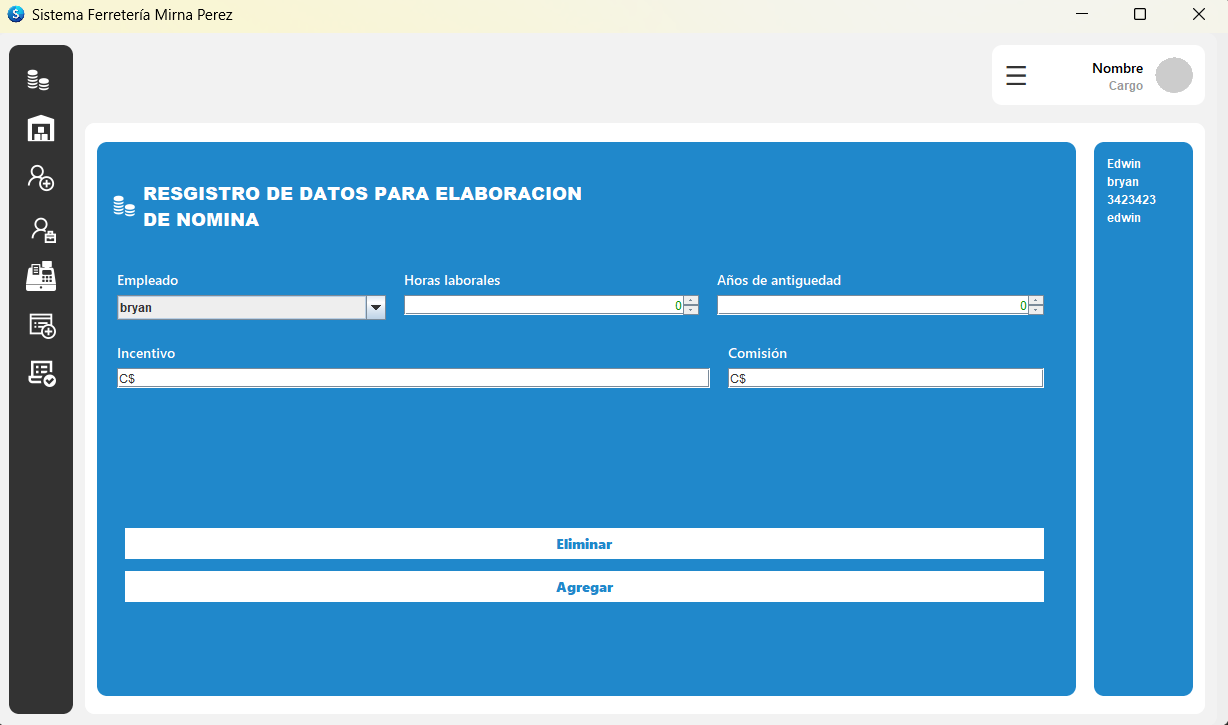 Sistema Ferretería Mirna Perez
Nombre
Cargo
RESGISTRO DE DATOS PARA ELABORACION
DE NOMINA
Empleado
Horas laborales
Años de antiguedad
bryan
0
0
Incentivo
Comisión
C$
C$
Eliminar
Agregar
Edwin
bryan
3423423
edwin